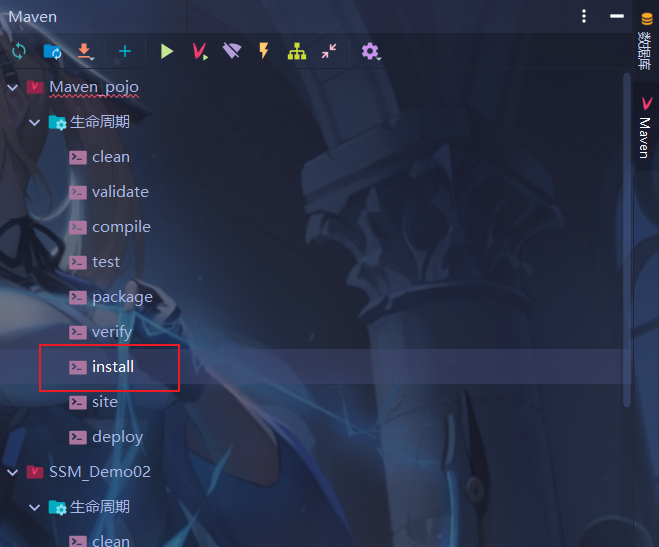 Maven
数据库
Maven
Maven_pojo
生命周期
clean
validate
compile
test
package
verify
install
site
deploy
SSM_Demo02
生命周期
clean